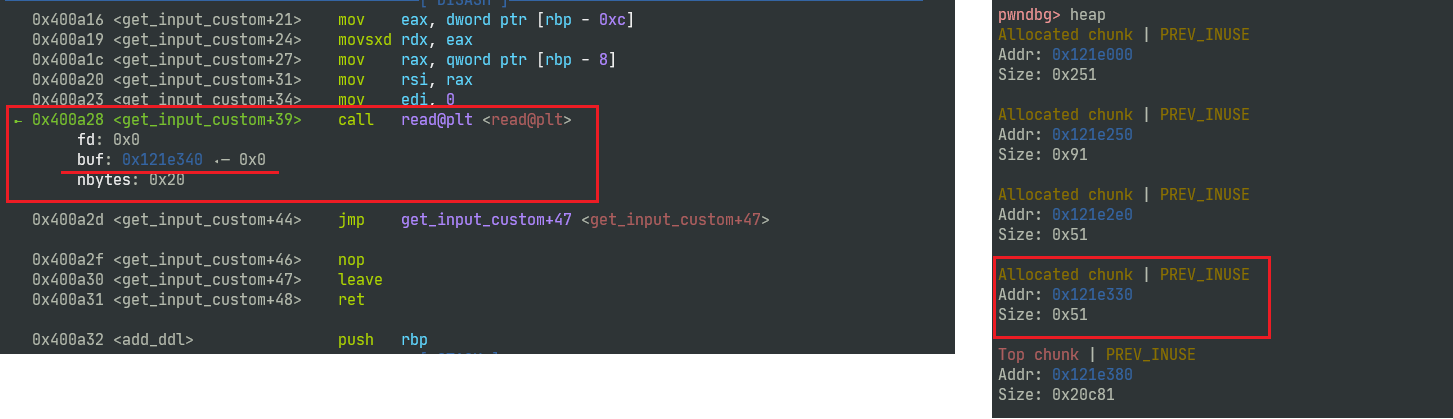 [ DISASM ]
0x400a16 <get_input_custom+21>    mov    eax, dword ptr [rbp - 0xc]
0x400a19 <get_input_custom+24>    movsxd rdx, eax
0x400a1c <get_input_custom+27>    mov    rax, qword ptr [rbp - 8]
0x400a20 <get_input_custom+31>    mov    rsi, rax
0x400a23 <get_input_custom+34>    mov    edi, 0
← 0x400a28 <get_input_custom+39>    call   read@plt <read@plt>
fd: 0x0
buf: 0x121e340 ◂— 0x0
nbytes: 0x20
0x400a2d <get_input_custom+44>    jmp    get_input_custom+47 <get_input_custom+47>
0x400a2f <get_input_custom+46>    nop
0x400a30 <get_input_custom+47>    leave
0x400a31 <get_input_custom+48>    ret
0x400a32 <add_ddl>    push   rbp
pwndbg> heap
Allocated chunk | PREV_INUSE
Addr: 0x121e000
Size: 0x251
Allocated chunk | PREV_INUSE
Addr: 0x121e250
Size: 0x91
Allocated chunk | PREV_INUSE
Addr: 0x121e2e0
Size: 0x51
Allocated chunk | PREV_INUSE
Addr: 0x121e330
Size: 0x51
Top chunk | PREV_INUSE
Addr: 0x121e380
Size: 0x20c81